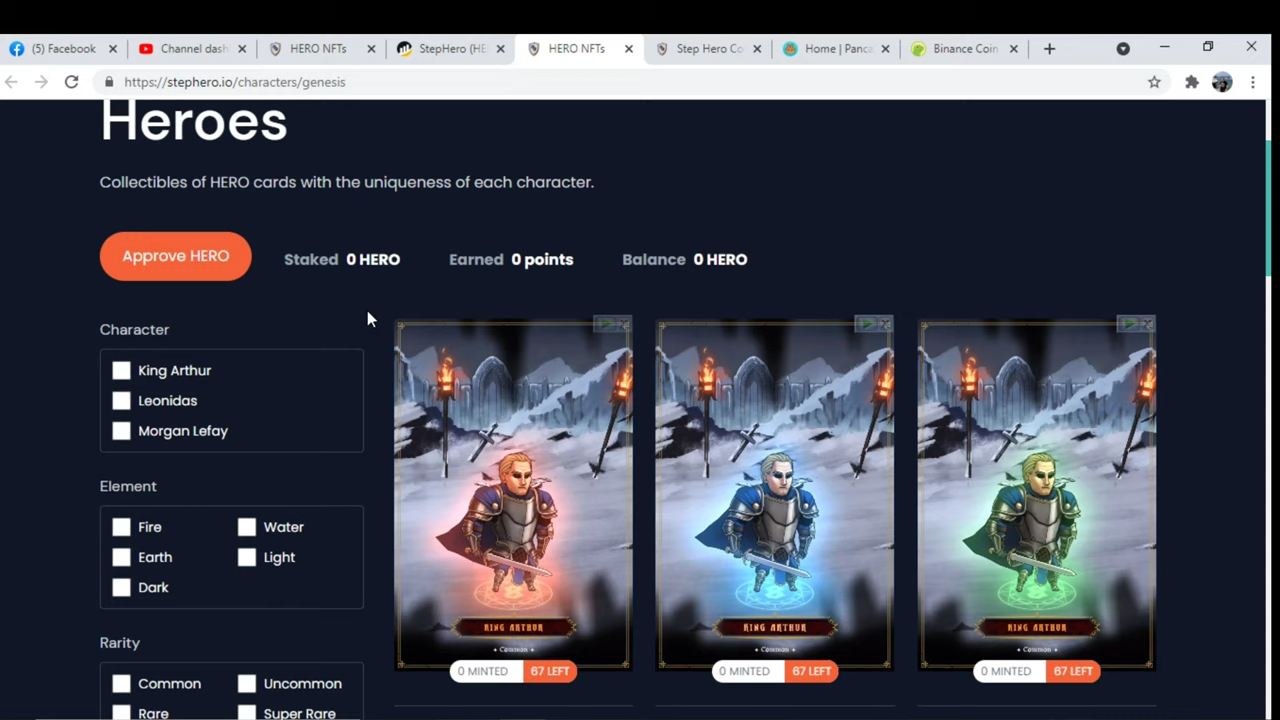 (5) Facebook
Channel dash
HERO NFTs
StepHero (HE
HERO NFTs
Step Hero Co
Home | Panca
Binance Coin
https://stephero.io/characters/genesis
Heroes
Collectibles of HERO cards with the uniqueness of each character.
Approve HERO
Staked 0 HERO
Earned 0 points
Balance 0 HERO
Character
King Arthur
Leonidas
Morgan Lefay
Element
Fire
Water
Earth
Light
Dark
Rarity
Common
Uncommon
Rare
Super Rare
KING ARTHUR
Common
0 MINTED 67 LEFT
KING ARTHUR
Common
0 MINTED 67 LEFT
KING ARTHUR
Common
0 MINTED 67 LEFT